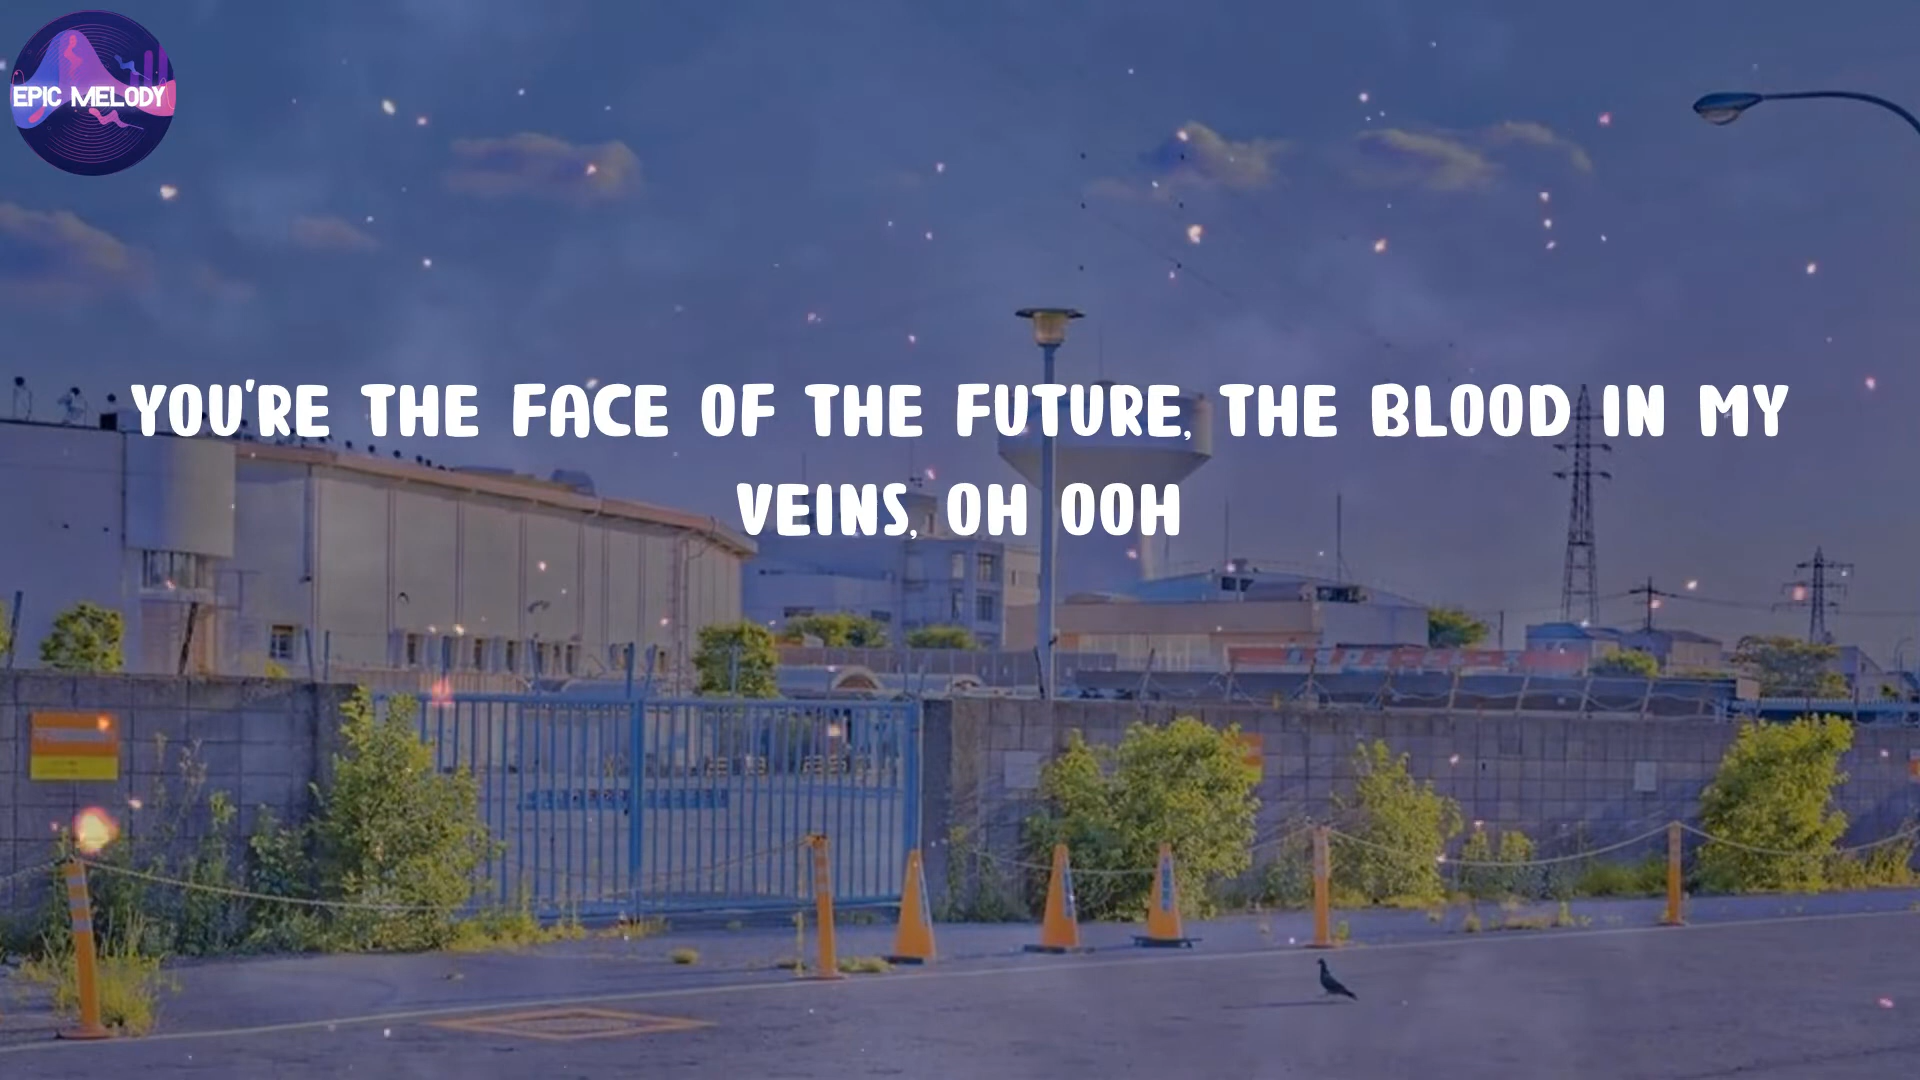 EPIC MELODY
YOU'RE THE FACE OF THE FUTURE, THE BLOOD IN MY
VEINS, OH OOH